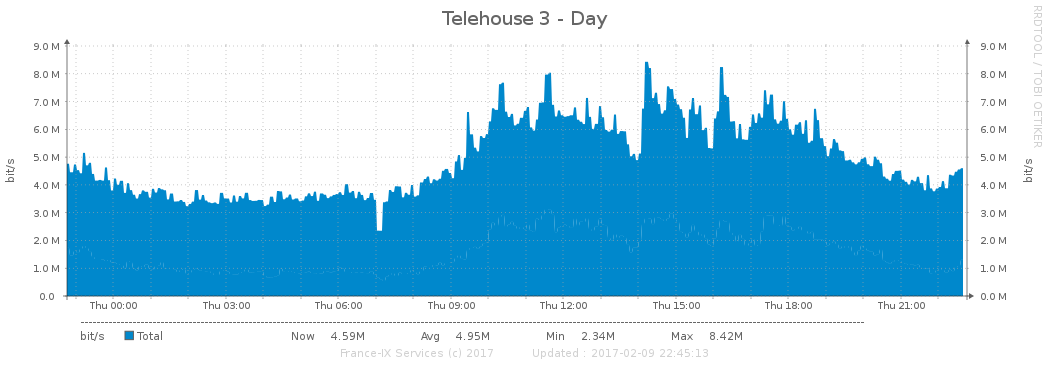 Telehouse 3 - Day
RRDTOOL / TOBI OETIKER
bit/s
9.0 M 9.0 M
8.0 M 8.0 M
7.0 M 7.0 M
6.0 M 6.0 M
5.0 M 5.0 M
4.0 M 4.0 M
3.0 M 3.0 M
2.0 M 2.0 M
1.0 M 1.0 M
0.0 0.0 M
bit/s
Thu 00:00 Thu 03:00 Thu 06:00 Thu 09:00 Thu 12:00 Thu 15:00 Thu 18:00 Thu 21:00
bit/s Total Now 4.59M Avg 4.95M Min 2.34M Max 8.42M
France-IX Services (c) 2017 Updated : 2017-02-09 22:45:13